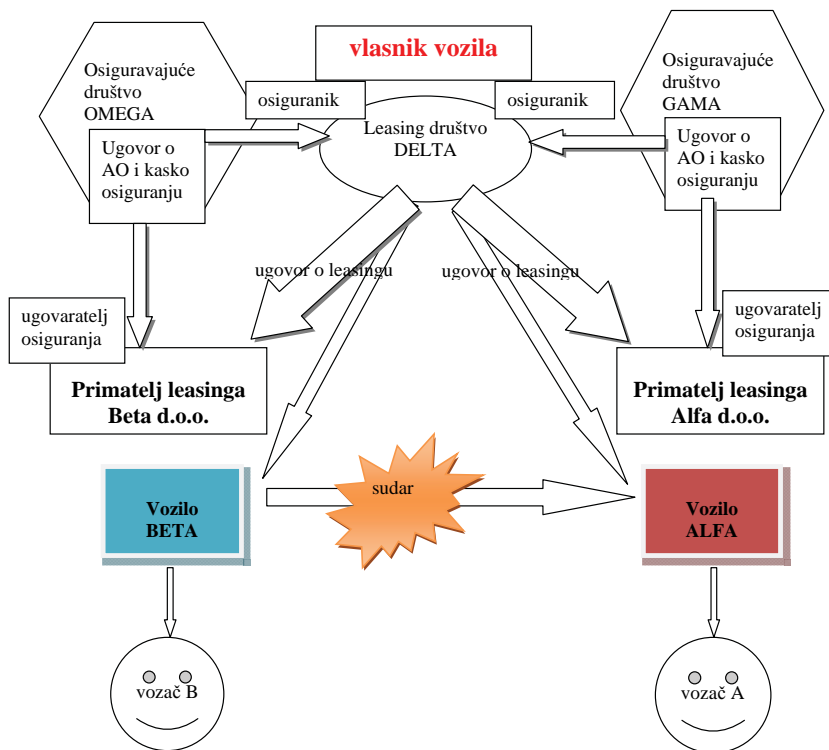 vlasnik vozila
Osiguravajuće
društvo
OMEGA
osiguranik
osiguranik
Osiguravajuće
društvo
GAMA
Leasing društvo
DELTA
Ugovor o
AO i kasko
osiguranju
Ugovor o
AO i kasko
osiguranju
ugovor o leasingu
ugovor o leasingu
ugovaratelj
osiguranja
ugovaratelj
osiguranja
Primatelj leasinga
Beta d.o.o.
Primatelj leasinga
Alfa d.o.o.
sudar
Vozilo
BETA
Vozilo
ALFA
vozač B
vozač A